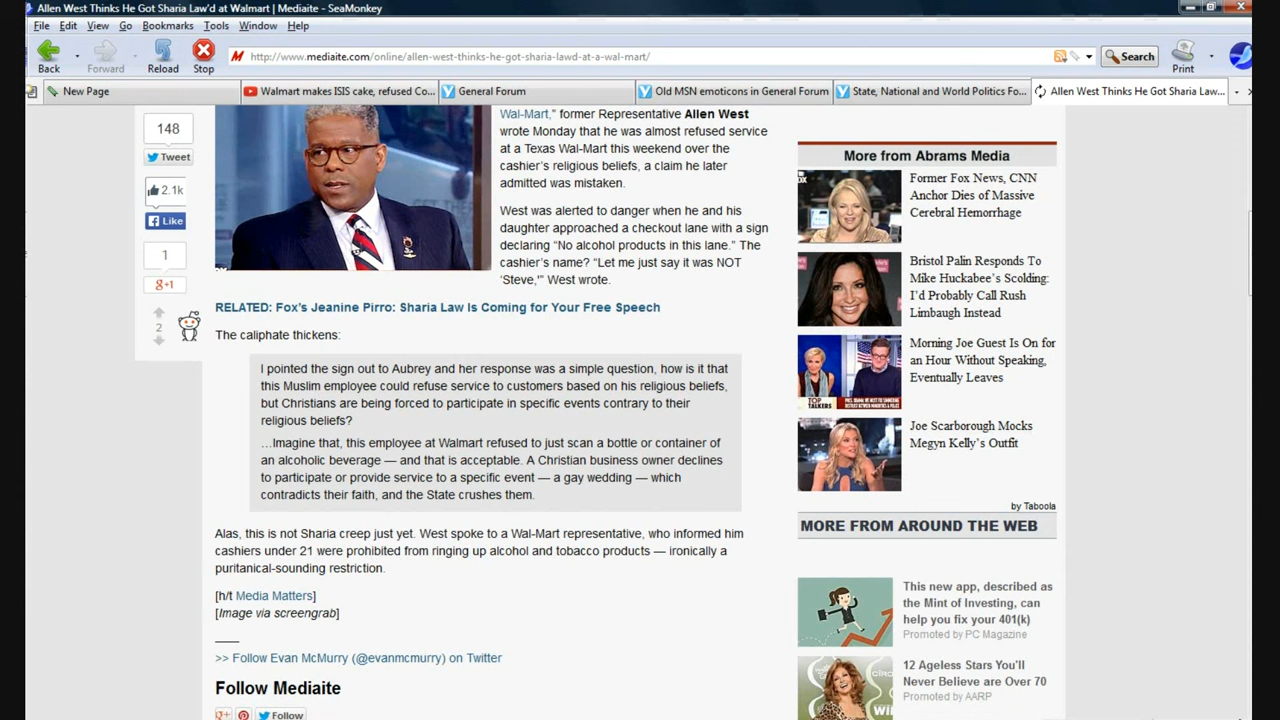 Allen West Thinks He Got Sharia Law'd at Walmart | Mediaite - SeaMonkey
File Edit View Go Bookmarks Tools Window Help
Back Forward Reload Stop
http://www.mediaite.com/online/allen-west-thinks-he-got-sharia-lawd-at-a-wal-mart/
Search
Print
New Page
Walmart makes ISIS cake, refused Co...
General Forum
Old MSN emoticons in General Forum
State, National and World Politics Fo...
Allen West Thinks He Got Sharia Law...
148
Tweet
2.1k
Like
1
g+1
2
Wal-Mart," former Representative Allen West
wrote Monday that he was almost refused service
at a Texas Wal-Mart this weekend over the
cashier's religious beliefs, a claim he later
admitted was mistaken.
West was alerted to danger when he and his
daughter approached a checkout lane with a sign
declaring “No alcohol products in this lane.” The
cashier's name? “Let me just say it was NOT
‘Steve,’” West wrote.
RELATED: Fox's Jeanine Pirro: Sharia Law Is Coming for Your Free Speech
The caliphate thickens:
I pointed the sign out to Aubrey and her response was a simple question, how is it that
this Muslim employee could refuse service to customers based on his religious beliefs,
but Christians are being forced to participate in specific events contrary to their
religious beliefs?
…Imagine that, this employee at Walmart refused to just scan a bottle or container of
an alcoholic beverage — and that is acceptable. A Christian business owner declines
to participate or provide service to a specific event — a gay wedding — which
contradicts their faith, and the State crushes them.
Alas, this is not Sharia creep just yet. West spoke to a Wal-Mart representative, who informed him
cashiers under 21 were prohibited from ringing up alcohol and tobacco products — ironically a
puritanical-sounding restriction.
[h/t Media Matters]
[Image via screengrab]
>> Follow Evan McMurry (@evanmcmurry) on Twitter
Follow Mediaite
Follow
More from Abrams Media
Former Fox News, CNN
Anchor Dies of Massive
Cerebral Hemorrhage
Bristol Palin Responds To
Mike Huckabee's Scolding:
I'd Probably Call Rush
Limbaugh Instead
TOP
TALKERS
Morning Joe Guest Is On for
an Hour Without Speaking,
Eventually Leaves
Joe Scarborough Mocks
Megyn Kelly's Outfit
by Taboola
MORE FROM AROUND THE WEB
This new app, described as
the Mint of Investing, can
help you fix your 401(k)
Promoted by PC Magazine
12 Ageless Stars You'll
Never Believe are Over 70
Promoted by AARP